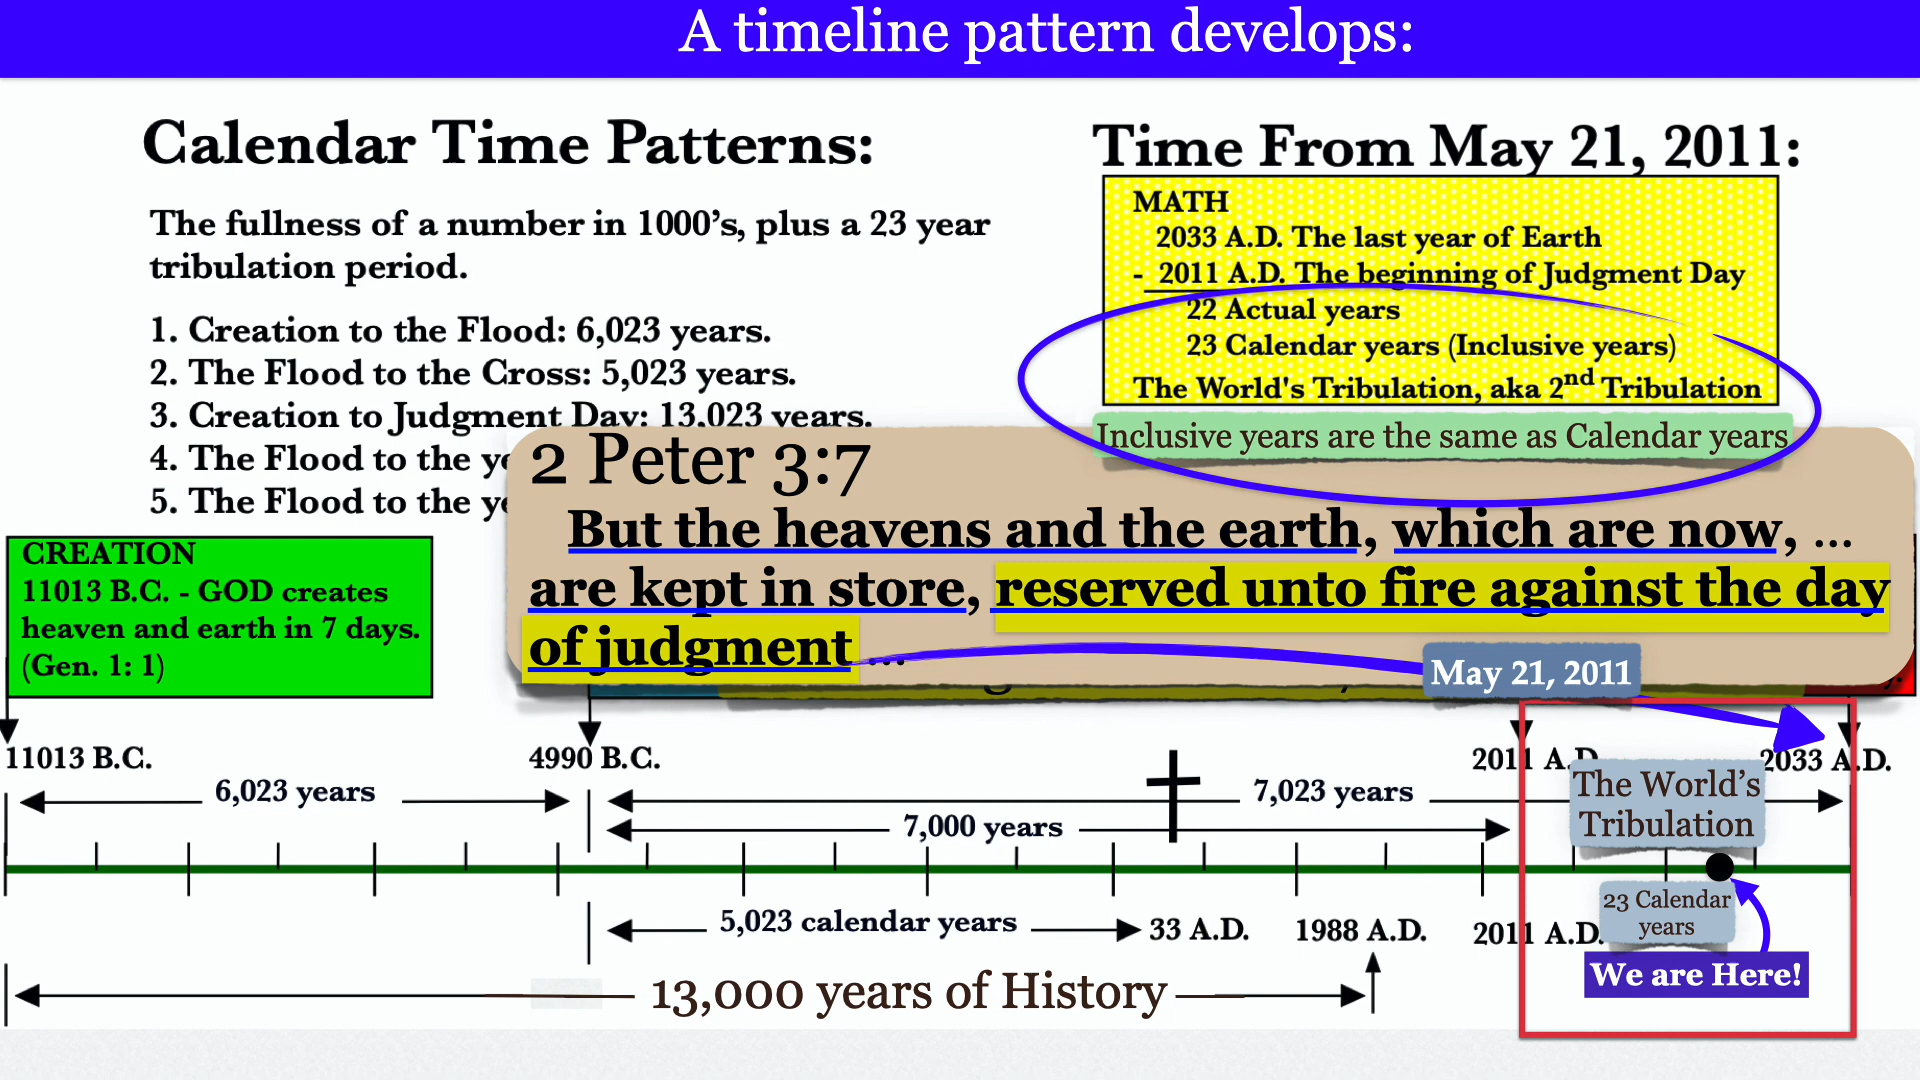 A timeline pattern develops:
Calendar Time Patterns:
The fullness of a number in 1000's, plus a 23 year
tribulation period.
1. Creation to the Flood: 6,023 years.
2. The Flood to the Cross: 5,023 years.
3. Creation to Judgment Day: 13,023 years.
4. The Flood to the
5. The Flood to the
Time From May 21, 2011:
MATH
2033 A.D. The last year of Earth
- 2011 A.D. The beginning of Judgment Day
22 Actual years
23 Calendar years (Inclusive years)
The World's Tribulation, aka 2nd Tribulation
Inclusive years are the same as Calendar years
2 Peter 3:7
But the heavens and the earth, which are now, ...
are kept in store, reserved unto fire against the day
of judgment ...
May 21, 2011
CREATION
11013 B.C. - GOD creates
heaven and earth in 7 days.
(Gen. 1: 1)
11013 B.C.
4990 B.C.
2011 A.D.
2033 A.D.
6,023 years
7,023 years
7,000 years
The World's
Tribulation
5,023 calendar years
33 A.D.
1988 A.D.
2011 A.D.
23 Calendar
years
We are Here!
13,000 years of History